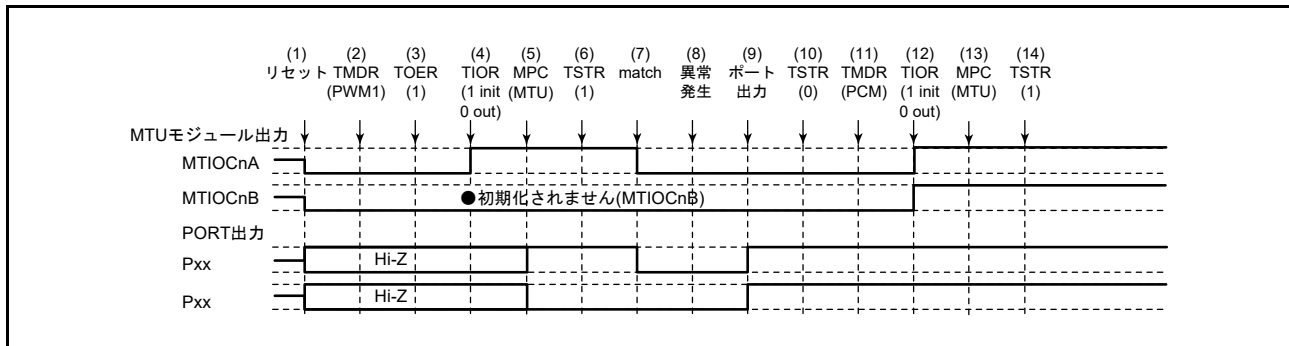 (1) (2) (3) (4) (5) (6) (7) (8) (9) (10) (11) (12) (13) (14)
リセット TMDR TOER TIOR MPC TSTR match 異常 ポート TSTR TMDR TIOR MPC TSTR
(PWM1) (1) (1 init (MTU) (1) 発生 出力 (0) (PCM) (1 init (MTU) (1)
0 out) 0 out)
MTUモジュール出力
MTIOCnA
MTIOCnB ●初期化されません(MTIOCnB)
PORT出力
Pxx Hi-Z
Pxx Hi-Z